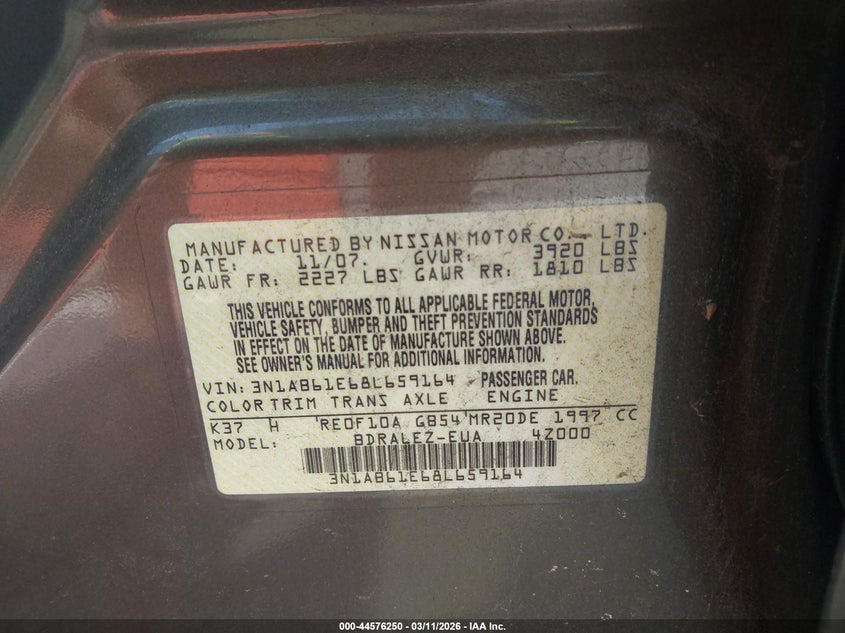 MANUFACTURED BY NISSAN MOTOR CO., LTD.
DATE: 11/07. GVWR: 3920 LBS
GAWR FR: 2227 LBS GAWR RR: 1810 LBS
THIS VEHICLE CONFORMS TO ALL APPLICABLE FEDERAL MOTOR,
VEHICLE SAFETY, BUMPER AND THEFT PREVENTION STANDARDS
IN EFFECT ON THE DATE OF MANUFACTURE SHOWN ABOVE.
SEE OWNER'S MANUAL FOR ADDITIONAL INFORMATION.
VIN: 3N1AB61E68L659164 PASSENGER CAR.
COLOR TRIM TRANS AXLE ENGINE
K37 H RE0F10A GB54 MR20DE 1997 CC
MODEL: BDRALEZ-EUA 4Z000
3N1AB61E68L659164
000-44576250 - 03/11/2026 - IAA Inc.